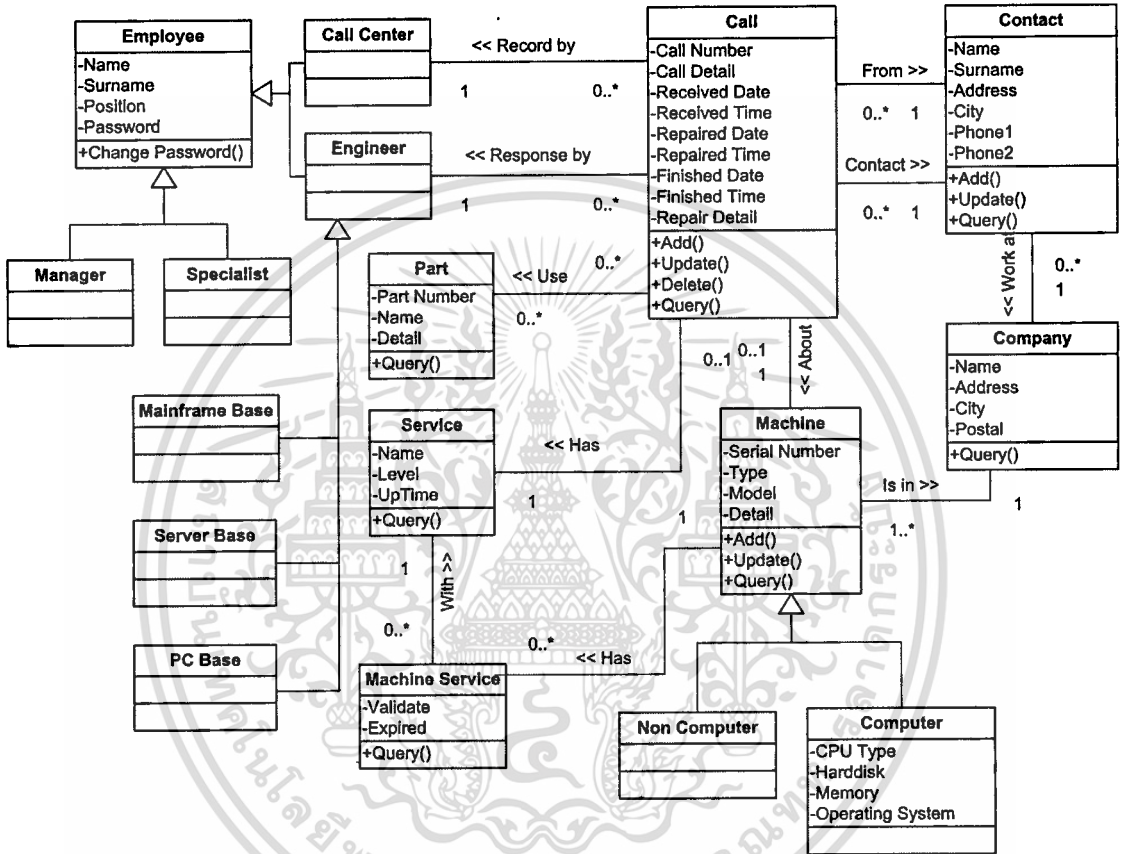 Employee
-Name
-Surname
-Position
-Password
+Change Password()
Call Center
<< Record by
1
0..*
Engineer
<< Response by
1
0..*
Call
-Call Number
-Call Detail
-Received Date
-Received Time
-Repaired Date
-Repaired Time
-Finished Date
-Finished Time
-Repair Detail
+Add()
+Update()
+Delete()
+Query()
From >>
0..* 1
Contact >>
0..* 1
Contact
-Name
-Surname
-Address
-City
-Phone1
-Phone2
+Add()
+Update()
+Query()
Manager
Specialist
Part
-Part Number
-Name
-Detail
+Query()
<< Use
0..*
0..*
<< Work at
0..*
1
Company
-Name
-Address
-City
-Postal
+Query()
0..1
0..1
1
<< About
Mainframe Base
Server Base
PC Base
Service
-Name
-Level
-UpTime
+Query()
<< Has
1
Machine
-Serial Number
-Type
-Model
-Detail
+Add()
+Update()
+Query()
Is in >>
1..*
1
1
With >>
0..*
1
0..*
<< Has
Machine Service
-Validate
-Expired
+Query()
Non Computer
Computer
-CPU Type
-Harddisk
-Memory
-Operating System